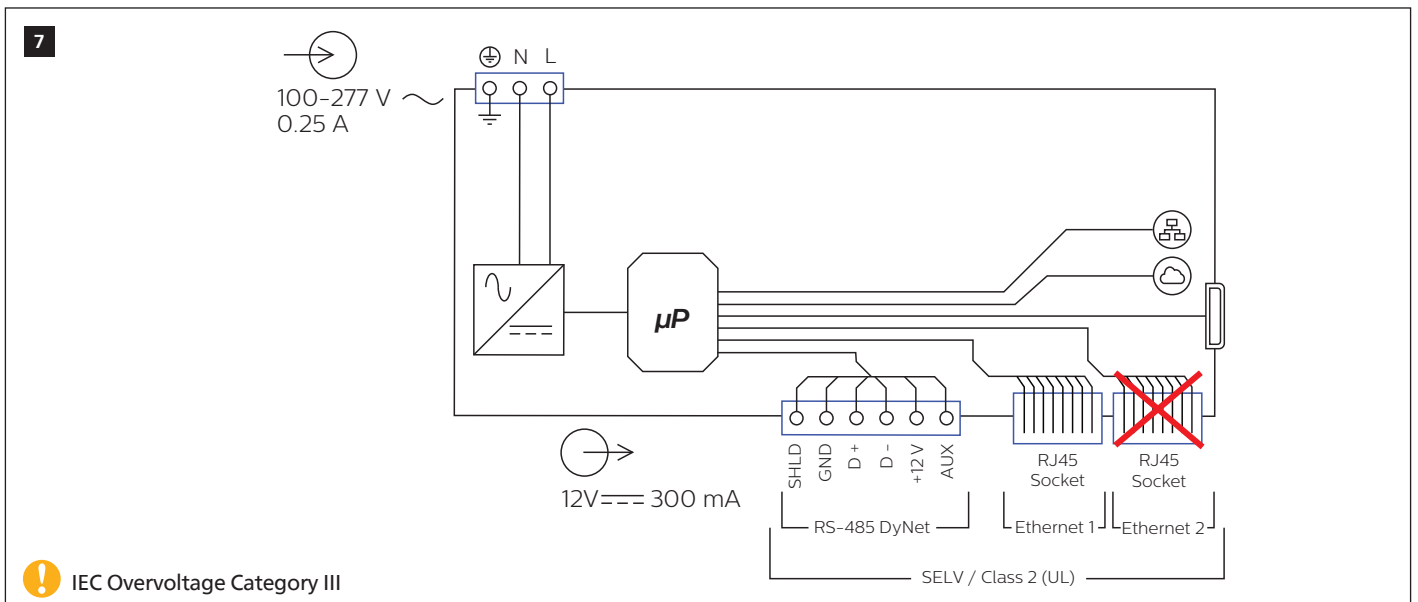 7
N L
100-277 V
0.25 A
µP
SHLD
GND
D +
D -
+12 V
AUX
RJ45
Socket
RJ45
Socket
12V 300 mA
RS-485 DyNet
Ethernet 1
Ethernet 2
SELV / Class 2 (UL)
! IEC Overvoltage Category III